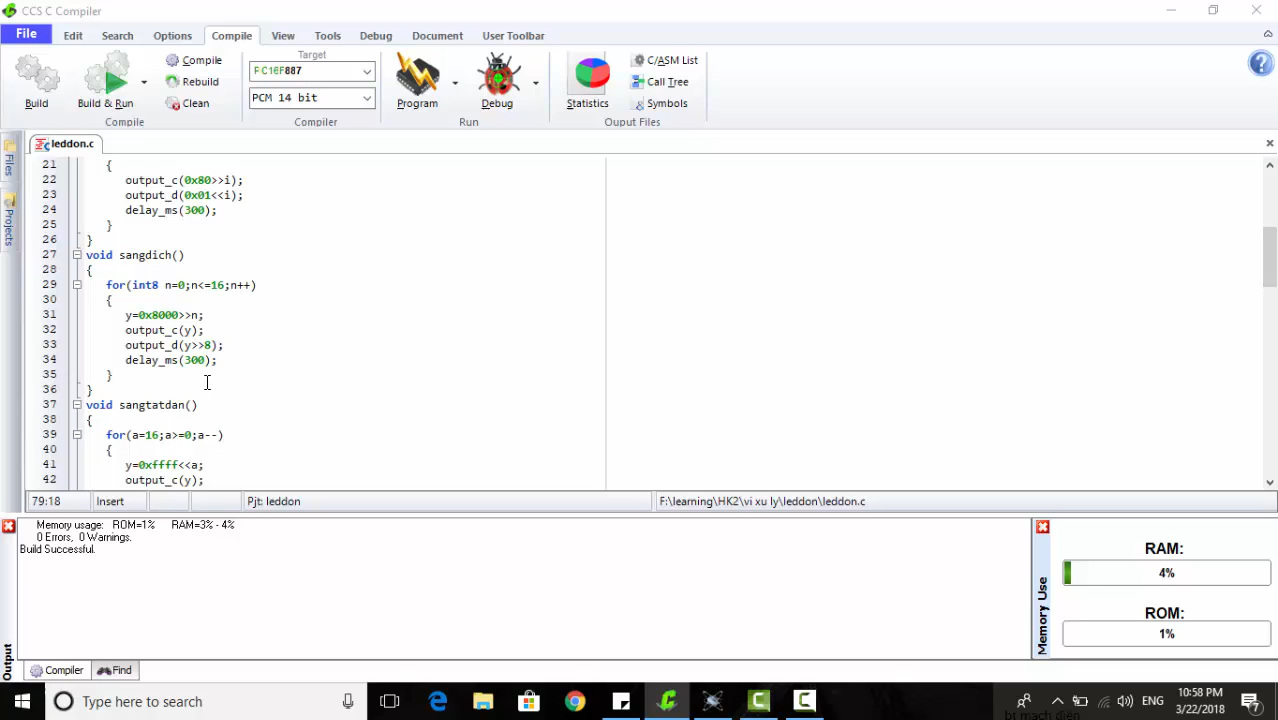 CCS C Compiler
File Edit Search Options Compile View Tools Debug Document User Toolbar
Build
Build & Run
Compile
Rebuild
Clean
Compile
Target
PIC16F887
PCM 14 bit
Compiler
Program
Debug
Run
Statistics
C/ASM List
Call Tree
Symbols
Ouput Files
Files
Projects
leddon.c
21 {
22 output_c(0x80>>i);
23 output_d(0x01<<i);
24 delay_ms(300);
25 }
26 }
27 void sangdich()
28 {
29 for(int8 n=0;n<=16;n++)
30 {
31 y=0x8000>>n;
32 output_c(y);
33 output_d(y>>8);
34 delay_ms(300);
35 }
36 }
37 void sangtatdan()
38 {
39 for(a=16;a>=0;a--)
40 {
41 y=0xffff<<a;
42 output_c(y);
79:18 Insert Pjt: leddon F:\learning\HK2\vi xu ly\leddon\leddon.c
Memory usage: ROM=1% RAM=3% - 4%
0 Errors, 0 Warnings.
Build Successful.
Output
Compiler Find
Memory Use
RAM:
4%
ROM:
1%
Type here to search
ENG
10:58 PM
3/22/2018
7
bt mach dien